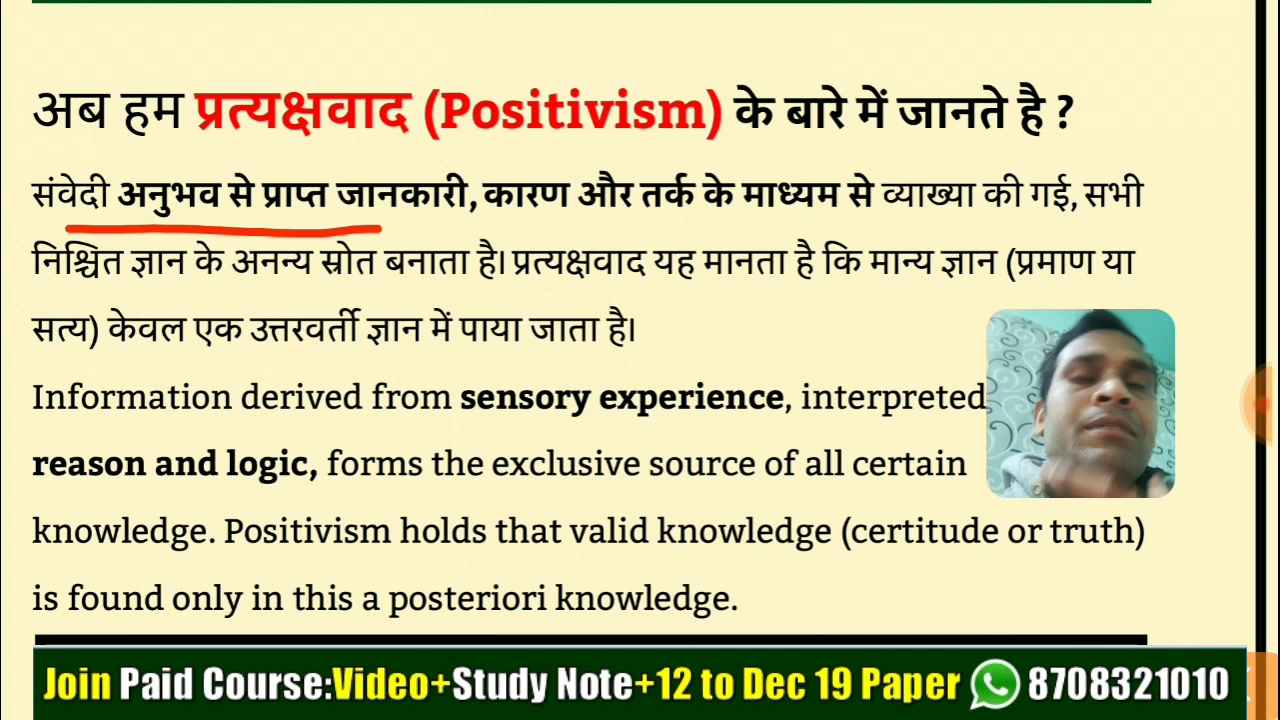 अब हम प्रत्यक्षवाद (Positivism) के बारे में जानते है ?
संवेदी अनुभव से प्राप्त जानकारी, कारण और तर्क के माध्यम से व्याख्या की गई, सभी
निश्चित ज्ञान के अनन्य स्रोत बनाता है। प्रत्यक्षवाद यह मानता है कि मान्य ज्ञान (प्रमाण या
सत्य) केवल एक उत्तरवर्ती ज्ञान में पाया जाता है।
Information derived from sensory experience, interpreted
reason and logic, forms the exclusive source of all certain
knowledge. Positivism holds that valid knowledge (certitude or truth)
is found only in this a posteriori knowledge.
Join Paid Course:Video+Study Note+12 to Dec 19 Paper 8708321010